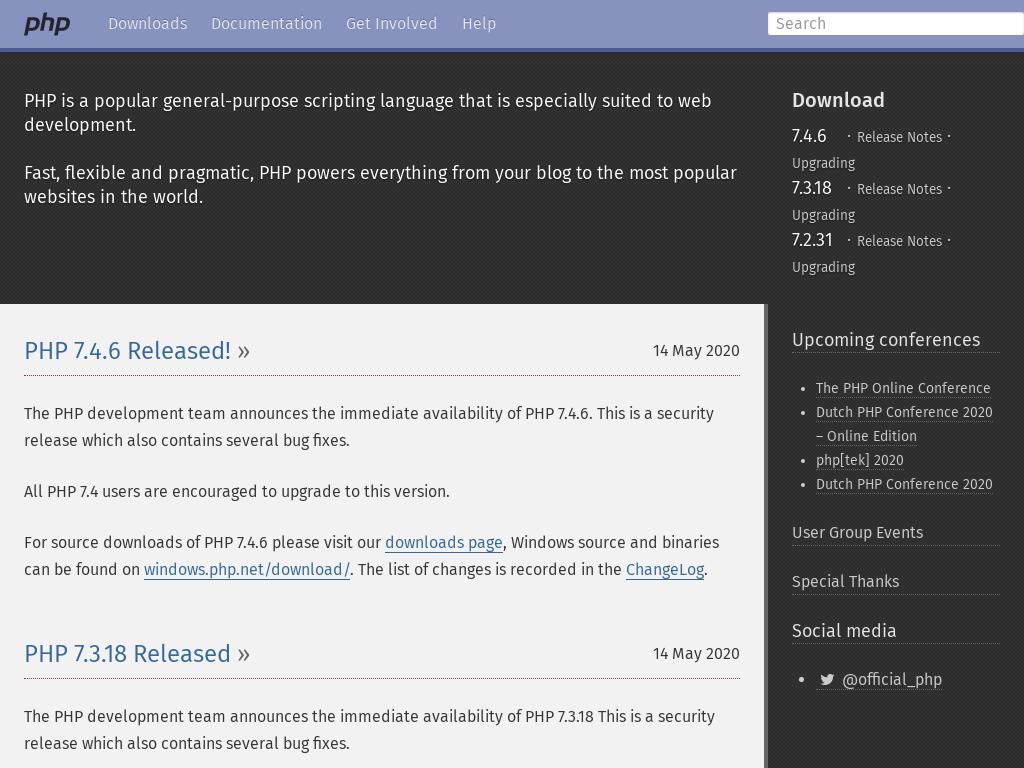 php
Downloads
Documentation
Get Involved
Help
Search
PHP is a popular general-purpose scripting language that is especially suited to web
development.
Fast, flexible and pragmatic, PHP powers everything from your blog to the most popular
websites in the world.
Download
7.4.6 · Release Notes ·
Upgrading
7.3.18 · Release Notes ·
Upgrading
7.2.31 · Release Notes ·
Upgrading
PHP 7.4.6 Released! »
14 May 2020
The PHP development team announces the immediate availability of PHP 7.4.6. This is a security
release which also contains several bug fixes.
All PHP 7.4 users are encouraged to upgrade to this version.
For source downloads of PHP 7.4.6 please visit our downloads page, Windows source and binaries
can be found on windows.php.net/download/. The list of changes is recorded in the ChangeLog.
PHP 7.3.18 Released »
14 May 2020
The PHP development team announces the immediate availability of PHP 7.3.18 This is a security
release which also contains several bug fixes.
Upcoming conferences
• The PHP Online Conference
• Dutch PHP Conference 2020
– Online Edition
• php[tek] 2020
• Dutch PHP Conference 2020
User Group Events
Special Thanks
Social media
• @official_php